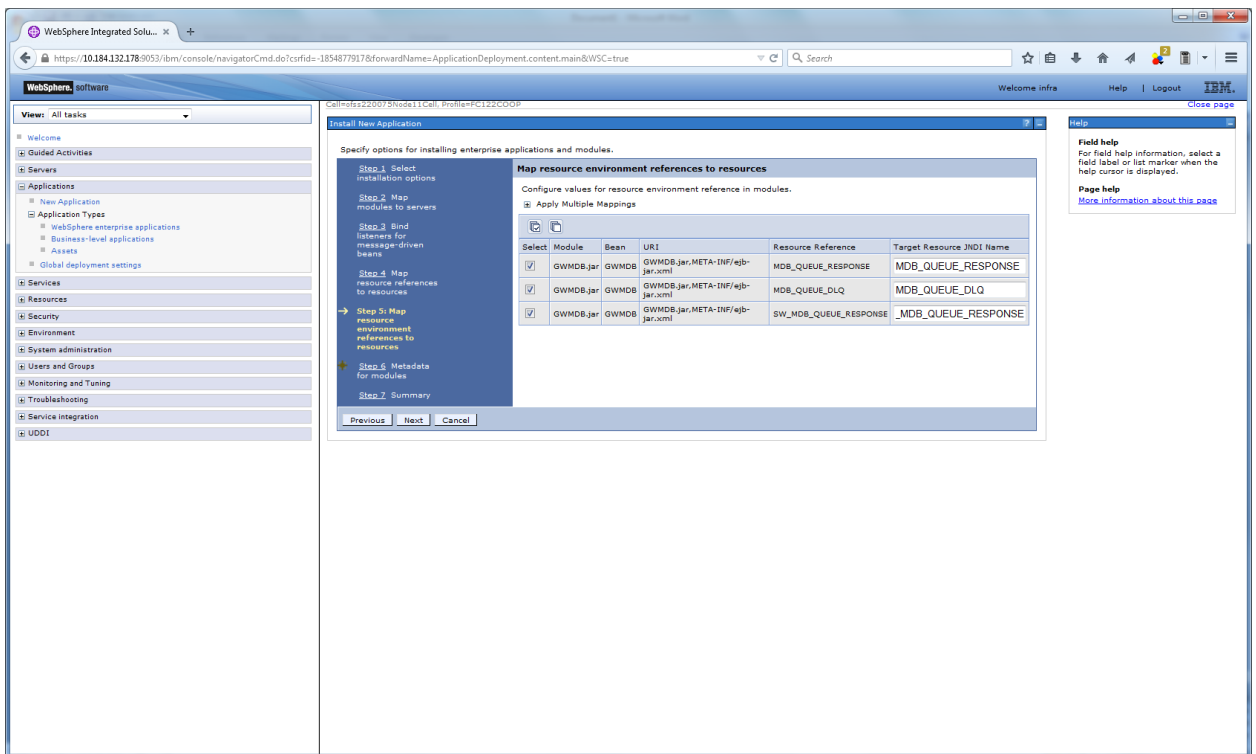 WebSphere Integrated Solu... ×
+
https://10.184.132.178:9053/ibm/console/navigatorCmd.do?csrfid=-1854877917&forwardName=ApplicationDeployment.content.main&WSC=true
Search
2
WebSphere. software
Welcome infra
Help | Logout
IBM.
View: All tasks
Welcome
Guided Activities
Servers
Applications
New Application
Application Types
WebSphere enterprise applications
Business-level applications
Assets
Global deployment settings
Services
Resources
Security
Environment
System administration
Users and Groups
Monitoring and Tuning
Troubleshooting
Service integration
UDDI
Cell=ofss220075Node11Cell, Profile=FC122COOP
Close page
Install New Application
? –
Specify options for installing enterprise applications and modules.
Step 1 Select
installation options
Step 2 Map
modules to servers
Step 3 Bind
listeners for
message-driven
beans
Step 4 Map
resource references
to resources
Step 5: Map
resource
environment
references to
resources
Step 6 Metadata
for modules
Step 7 Summary
Map resource environment references to resources
Configure values for resource environment reference in modules.
Apply Multiple Mappings
Select Module Bean URI Resource Reference Target Resource JNDI Name
GWMDB.jar GWMDB GWMDB.jar,META-INF/ejb-
jar.xml MDB_QUEUE_RESPONSE MDB_QUEUE_RESPONSE
GWMDB.jar GWMDB GWMDB.jar,META-INF/ejb-
jar.xml MDB_QUEUE_DLQ MDB_QUEUE_DLQ
GWMDB.jar GWMDB GWMDB.jar,META-INF/ejb-
jar.xml SW_MDB_QUEUE_RESPONSE _MDB_QUEUE_RESPONSE
Previous Next Cancel
Help
Field help
For field help information, select a
field label or list marker when the
help cursor is displayed.
Page help
More information about this page